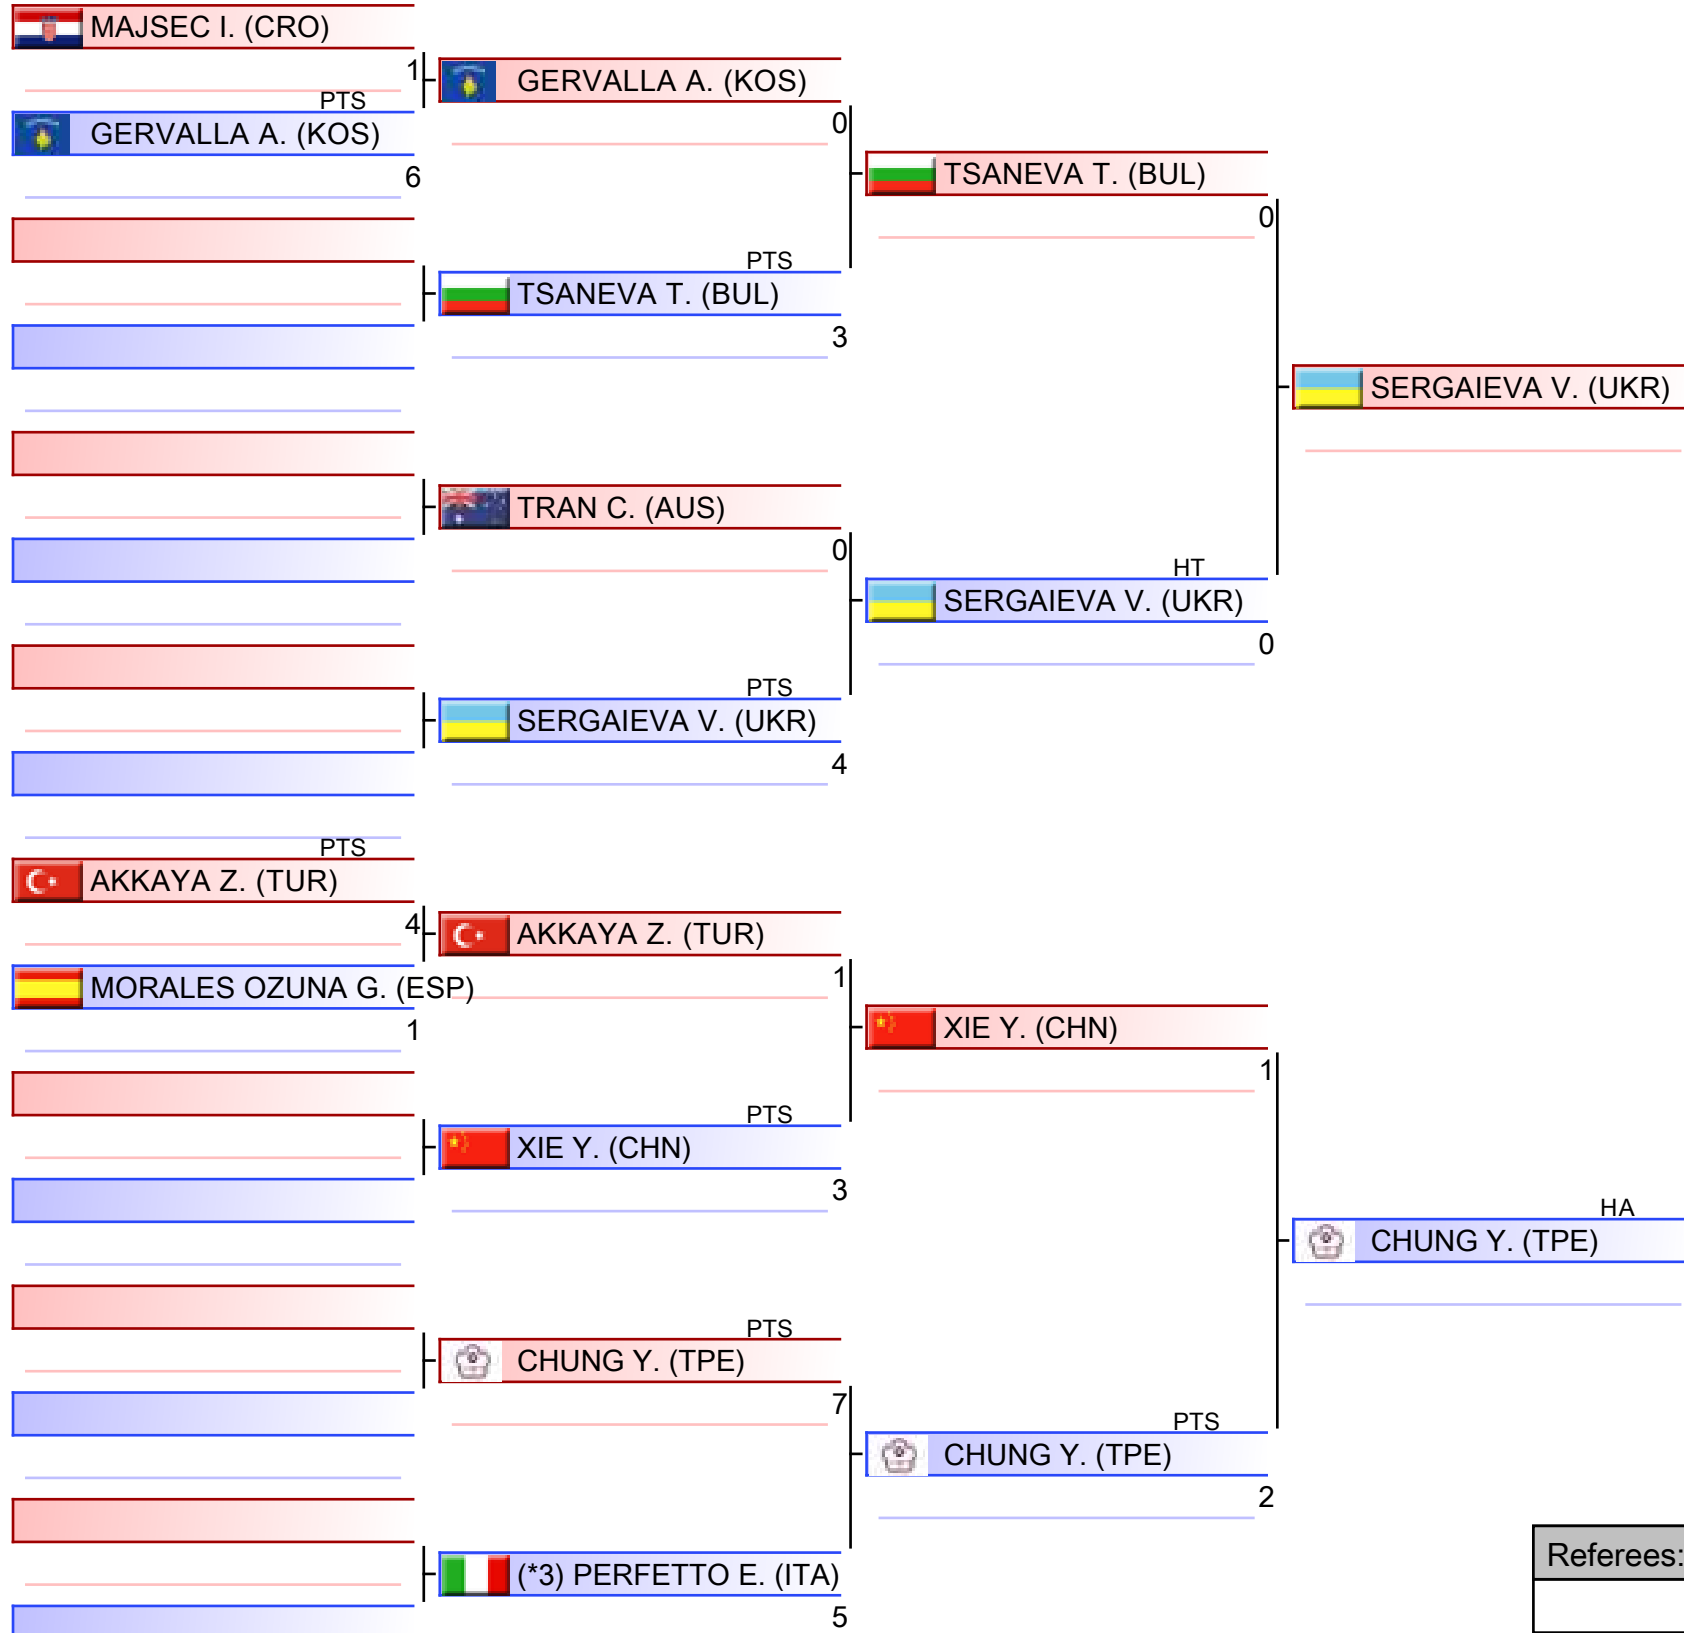 MAJSEC I. (CRO)
1
PTS
GERVALLA A. (KOS)
6
GERVALLA A. (KOS)
0
PTS
TSANEVA T. (BUL)
3
TSANEVA T. (BUL)
0
TRAN C. (AUS)
0
PTS
SERGAIEVA V. (UKR)
4
HT
SERGAIEVA V. (UKR)
0
SERGAIEVA V. (UKR)
PTS
AKKAYA Z. (TUR)
4
MORALES OZUNA G. (ESP)
1
AKKAYA Z. (TUR)
1
PTS
XIE Y. (CHN)
3
XIE Y. (CHN)
1
PTS
CHUNG Y. (TPE)
7
(*3) PERFETTO E. (ITA)
5
PTS
CHUNG Y. (TPE)
2
HA
CHUNG Y. (TPE)
Referees: